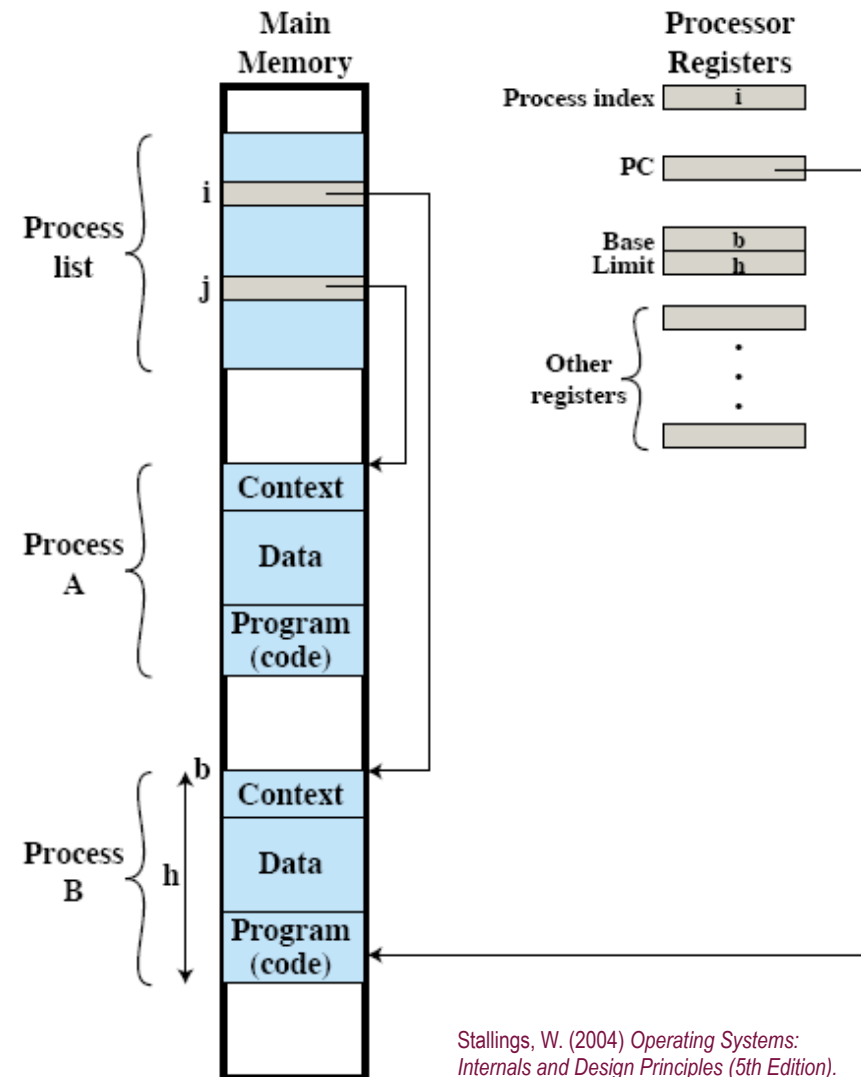 Main
Memory
Processor
Registers
Process index
i
PC
Base
b
Limit
h
Other
registers
Process
list
i
j
Process
A
Context
Data
Program
(code)
Process
B
b
h
Context
Data
Program
(code)
Stallings, W. (2004) Operating Systems:
Internals and Design Principles (5th Edition).